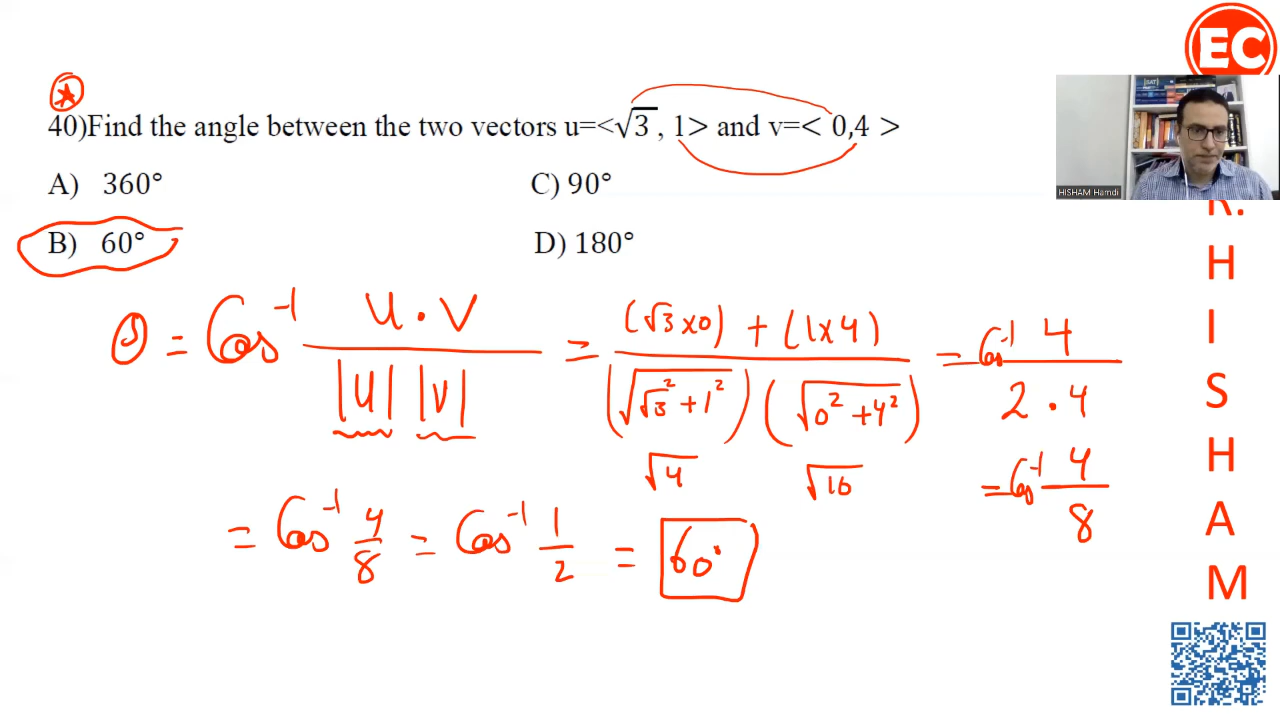 EC
40)Find the angle between the two vectors u=<√3, 1> and v=< 0,4 >
A) 360°
C) 90°
B) 60°
D) 180°
HISHAM Hamdi
R.
H
I
S
H
A
M
θ = Cos⁻¹ U · V / |U| |V| = (√3 x 0) + (1 x 4) / (√(√3² + 1²)) (√(0² + 4²)) = Cos⁻¹ 4 / 2 · 4
√4 √16
= Cos⁻¹ 4/8
= Cos⁻¹ 4/8 = Cos⁻¹ 1/2 = 60°